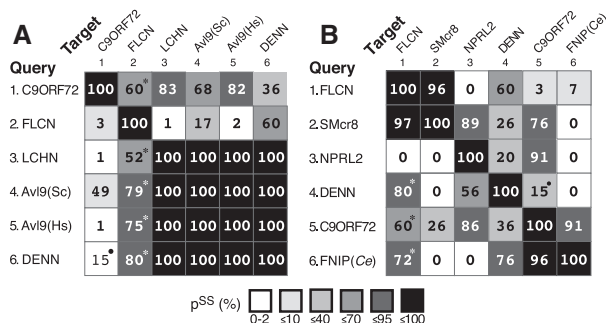 A
Target
C9ORF72 FLCN LCHN Avl9(Sc) Avl9(Hs) DENN
Query
1 2 3 4 5 6
1. C9ORF72 100 60* 83 68 82 36
2. FLCN 3 100 1 17 2 60
3. LCHN 1 52* 100 100 100 100
4. Avl9(Sc) 49 79* 100 100 100 100
5. Avl9(Hs) 1 75* 100 100 100 100
6. DENN 15• 80* 100 100 100 100
B
Target
FLCN SMcr8 NPRL2 DENN C9ORF72 FNIP(Ce)
Query
1 2 3 4 5 6
1.FLCN 100 96 0 60 3 7
2.SMcr8 97 100 89 26 76 0
3.NPRL2 0 0 100 20 91
4.DENN 80* 0 56 100 15• 0
5.C9ORF72 60* 26 86 36 100 91
6.FNIP(Ce) 72* 0 0 76 96 100
pSS (%)
0-2 ≤10 ≤40 ≤70 ≤95 ≤100